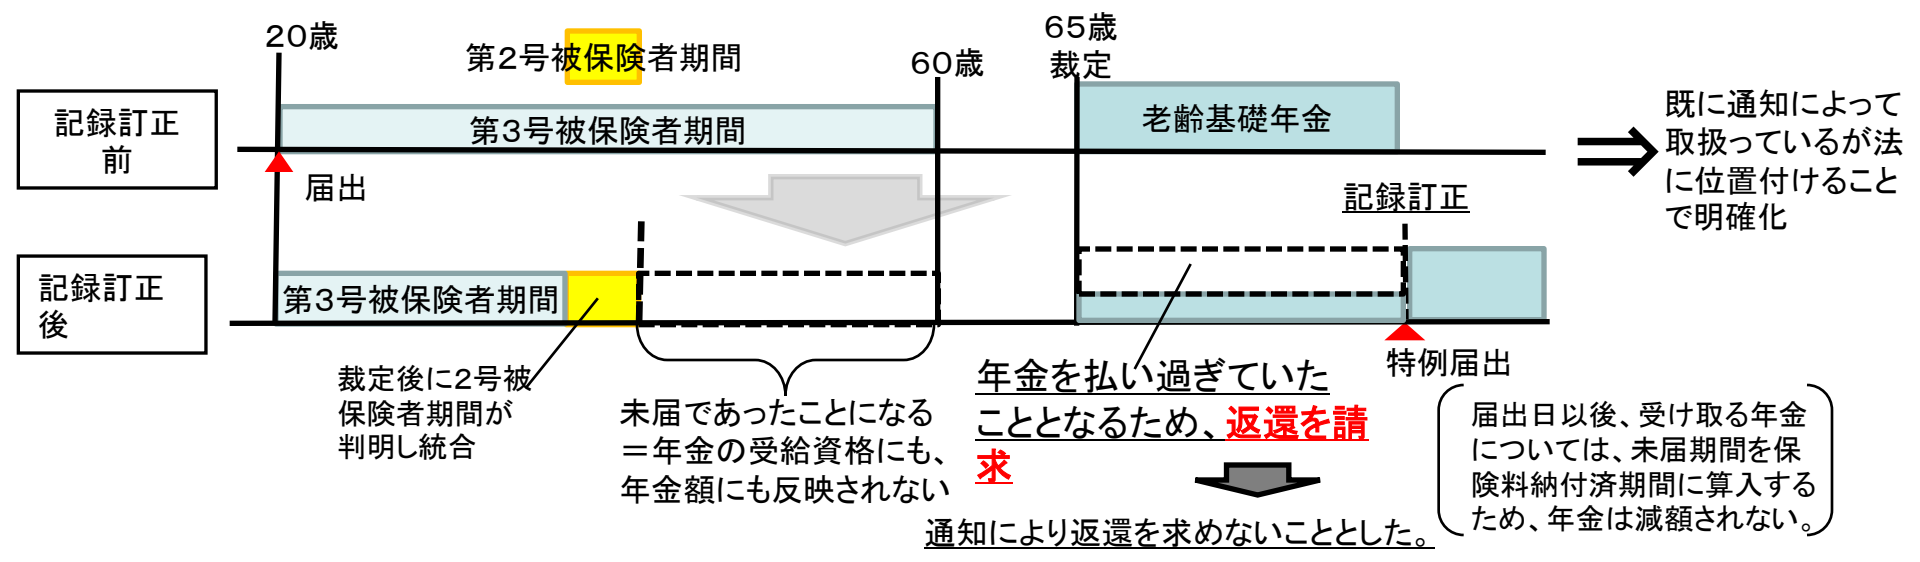 20歳
第2号被保険者期間
60歳
65歳
裁定
記録訂正
前
第3号被保険者期間
老齢基礎年金
既に通知によって
取扱っているが法
に位置付けること
で明確化
届出
記録訂正
記録訂正
後
第3号被保険者期間
特例届出
裁定後に2号被
保険者期間が
判明し統合
未届であったことになる
＝年金の受給資格にも、
年金額にも反映されない
年金を払い過ぎていた
こととなるため、返還を請
求
通知により返還を求めないこととした。
届出日以後、受け取る年金
については、未届期間を保
険料納付済期間に算入する
ため、年金は減額されない。